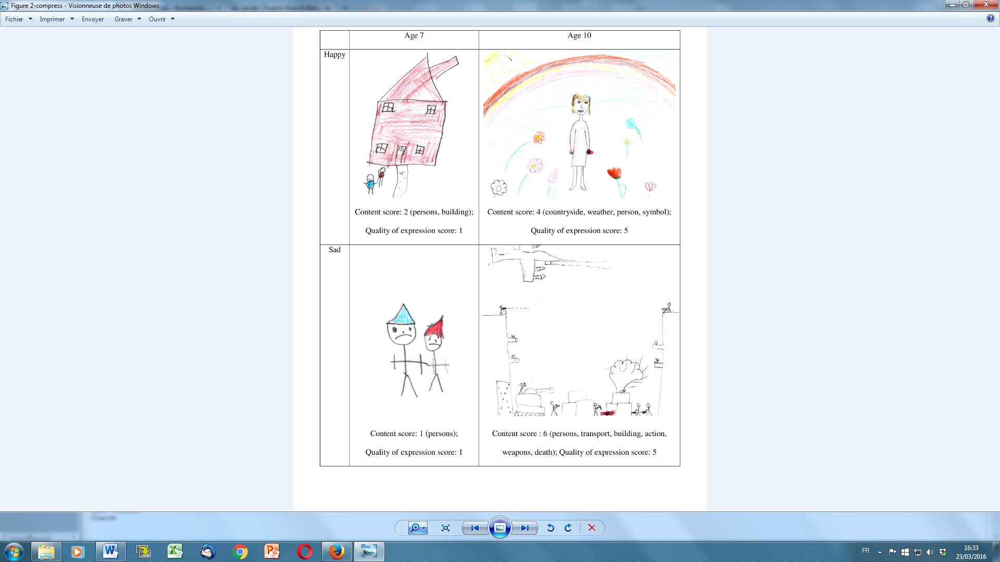 Figure 2-compress - Visionneuse de photos Windows
Fichier Imprimer Envoyer Graver Ouvrir
Age 7 Age 10
Happy
Content score: 2 (persons, building); 
Quality of expression score: 1
Content score: 4 (countryside, weather, person, symbol);
Quality of expression score: 5
Sad
Content score: 1 (persons);
Quality of expression score: 1
Content score : 6 (persons, transport, building, action,
weapons, death); Quality of expression score: 5
Claire
FR
16:33
23/03/2016